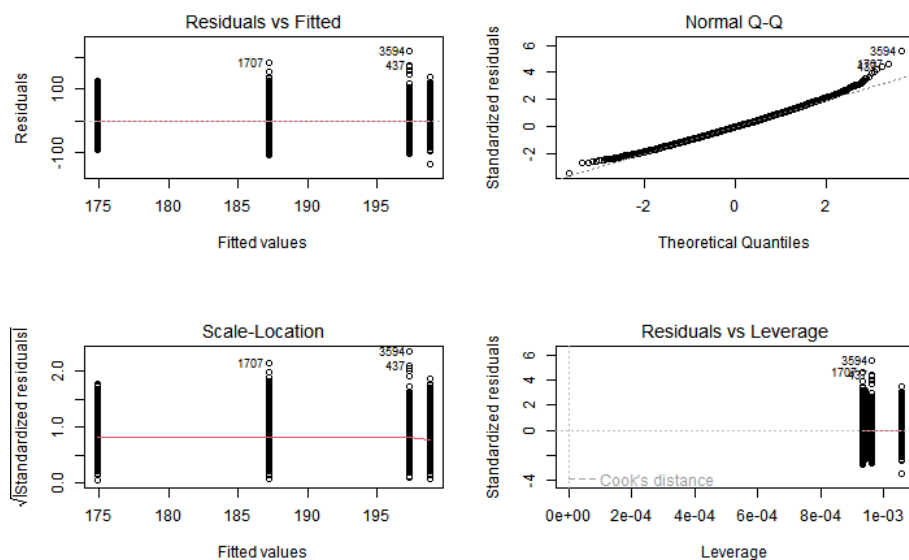 Residuals vs Fitted
Residuals
100
-100
1707
3594
437
175 180 185 190 195
Fitted values
Normal Q-Q
Standardized residuals
6
4
2
0
-2
3594
-2 0 2
Theoretical Quantiles
Scale-Location
√|Standardized residuals|
2.0
1.0
0.0
1707
3594
437
175 180 185 190 195
Fitted values
Residuals vs Leverage
Standardized residuals
6
4
2
0
-4
3594
1707
Cook's distance
0e+00 2e-04 4e-04 6e-04 8e-04 1e-03
Leverage